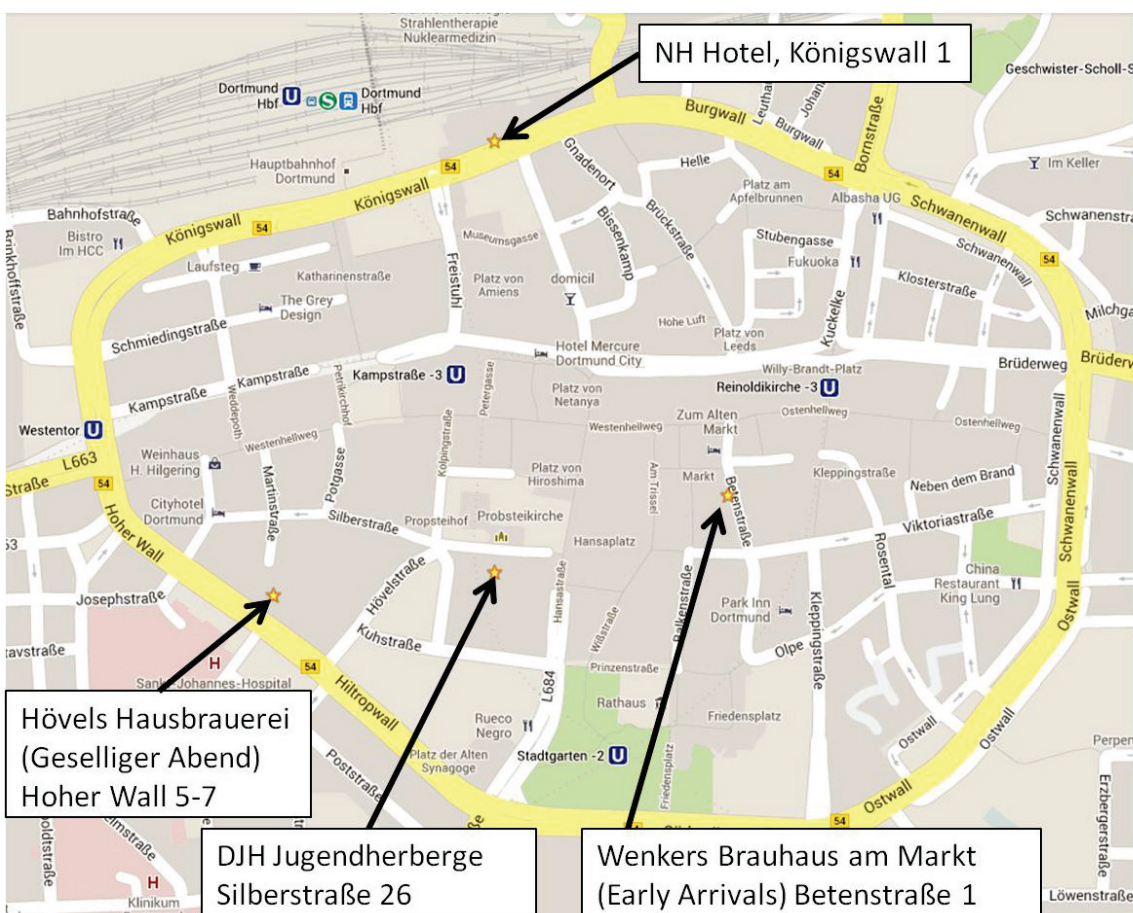 Strahlentherapie
Nuklearmedizin
NH Hotel, Königswall 1
Geschwister-Scholl-S
Dortmund
Hbf
U
S
Dortmund
Hbf
Burgwall
Leutha
Johan
Burgwall
Bornstraße
54
Im Keller
Hauptbahnhof
Dortmund
54
Königswall
Gnadenort
Helle
Platz am
Apfelbrunnen
Albasha UG
Schwanenwall
Schwanenstra
Bahnhofstraße
Bistro
Im HCC
Königswall
54
Brinkhoffstraße
Museumsgasse
Freistuhl
Bissenkamp
Brückstraße
Stubengasse
Fukuoka
Schwanenwall
54
Laufsteg
Katharinenstraße
Platz von
Amiens
domicil
Klosterstraße
The Grey
Design
Hohe Luft
Platz von
Leeds
Kuckelke
Milchga
Schmiedingstraße
Hotel Mercure
Dortmund City
Brüderweg
Brüderw
Kampstraße
Kampstraße -3
U
Petergasse
Platz von
Netanya
Willy-Brandt-Platz
Reinoldikirche -3
U
Kampstraße
Weddepoth
Petrikirchhof
Westentor
U
Westenhellweg
Kolpingstraße
Westenhellweg
Zum Alten
Markt
Ostenhellweg
Ostenhellweg
L663
Straße
54
Weinhaus
H. Hilgering
Martinstraße
Potgasse
Platz von
Hiroshima
Am Trissel
Markt
Betenstraße
Kleppingstraße
Neben dem Brand
Schwanenwall
Cityhotel
Dortmund
Hoher Wall
Silberstraße
Propsteihof
Probsteikirche
Hansaplatz
Viktoriastraße
Schwanenwall
53
Josephstraße
Hövelstraße
Hansastraße
Wißstraße
Balkenstraße
Park Inn
Dortmund
Kleppingstraße
Rosental
China
Restaurant
King Lung
Ostwall
tavstraße
Kuhstraße
H
Sankt-Johannes-Hospital
54
Hiltropwall
L684
Prinzenstraße
Olpe
Rathaus
Friedensplatz
Ostwall
Ostwall
Hövels Hausbrauerei
(Geselliger Abend)
Hoher Wall 5-7
Rueco
Negro
Platz der Alten
Synagoge
Stadtgarten -2
U
Friedensplatz
Poststraße
Ostwall
54
Perpen
Erzbergerstraße
DJH Jugendherberge
Silberstraße 26
Wenkers Brauhaus am Markt
(Early Arrivals) Betenstraße 1
H
Klinikum
Löwenstraße